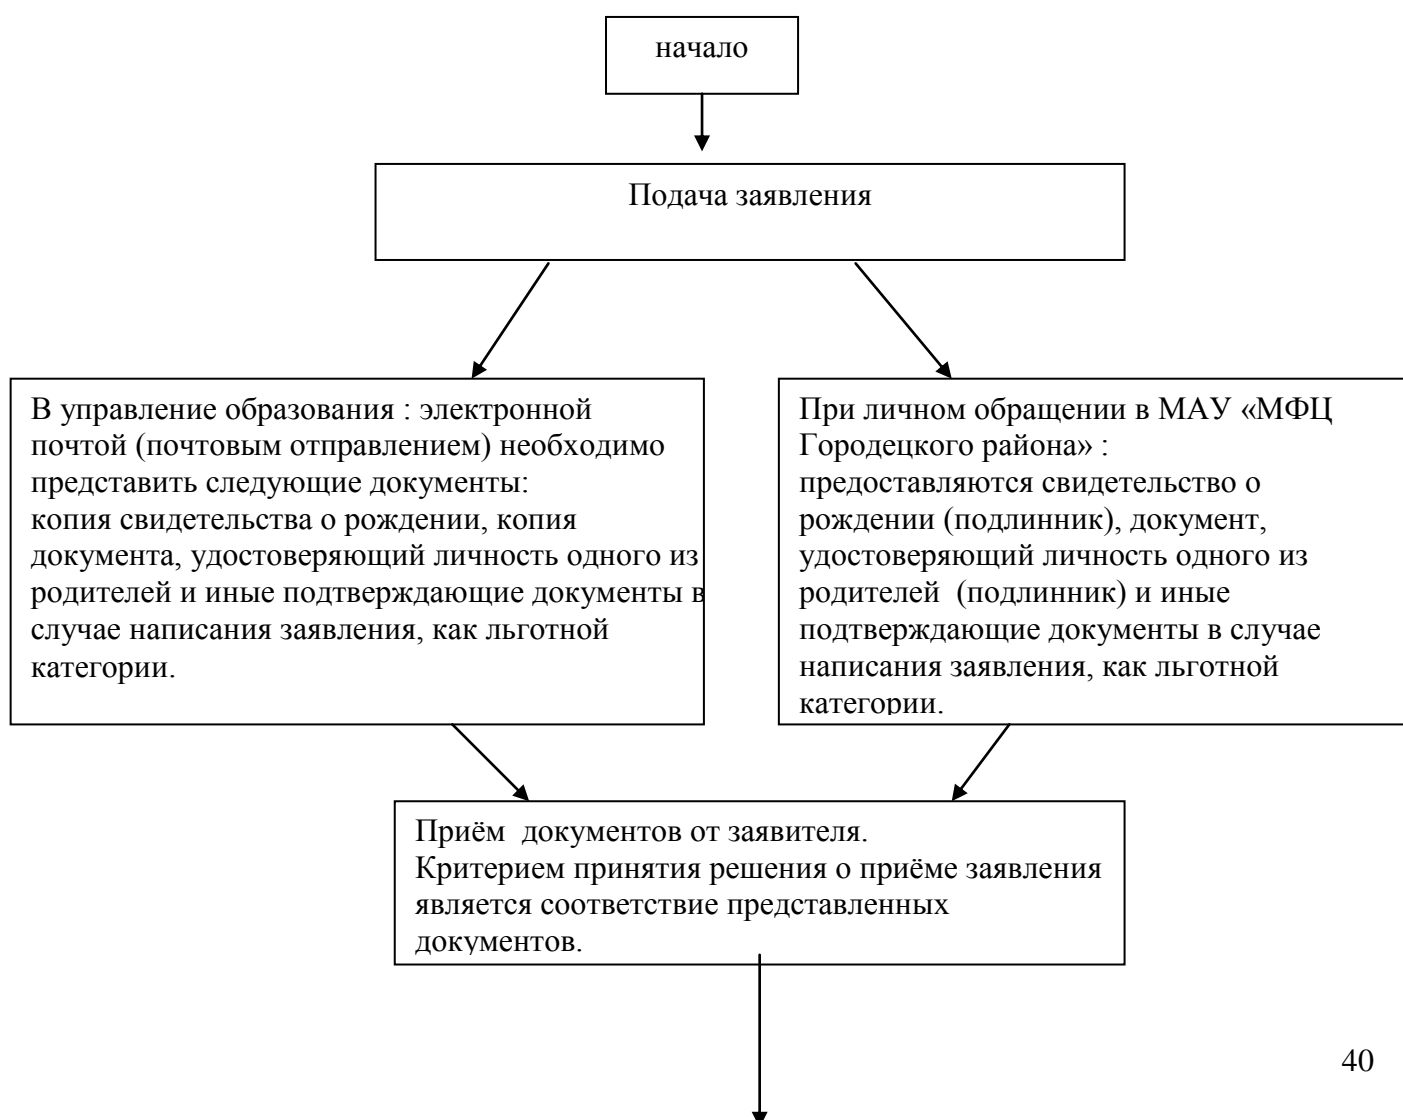 начало
Подача заявления
В управление образования : электронной
почтой (почтовым отправлением) необходимо
представить следующие документы:
копия свидетельства о рождении, копия
документа, удостоверяющий личность одного из
родителей и иные подтверждающие документы в
случае написания заявления, как льготной
категории.
При личном обращении в МАУ «МФЦ
Городецкого района» :
предоставляются свидетельство о
рождении (подлинник), документ,
удостоверяющий личность одного из
родителей (подлинник) и иные
подтверждающие документы в случае
написания заявления, как льготной
категории.
Приём документов от заявителя.
Критерием принятия решения о приёме заявления
является соответствие представленных
документов.
40